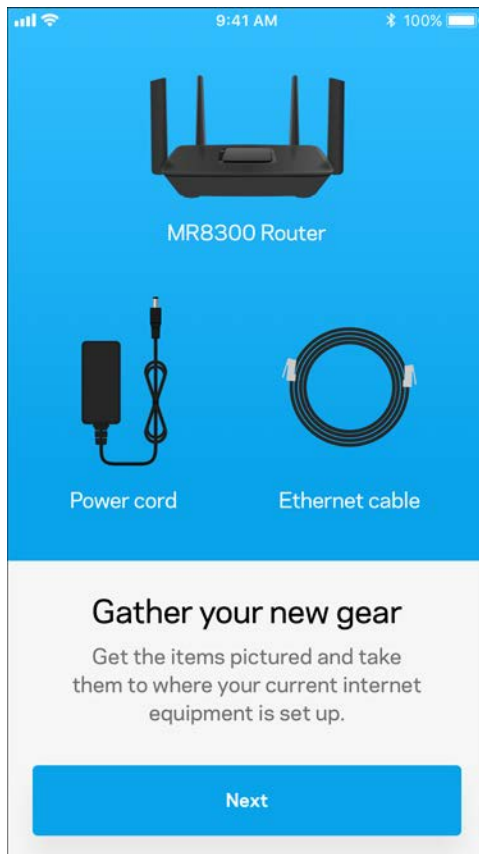 9:41 AM
100%
MR8300 Router
Power cord
Ethernet cable
Gather your new gear
Get the items pictured and take
them to where your current internet
equipment is set up.
Next